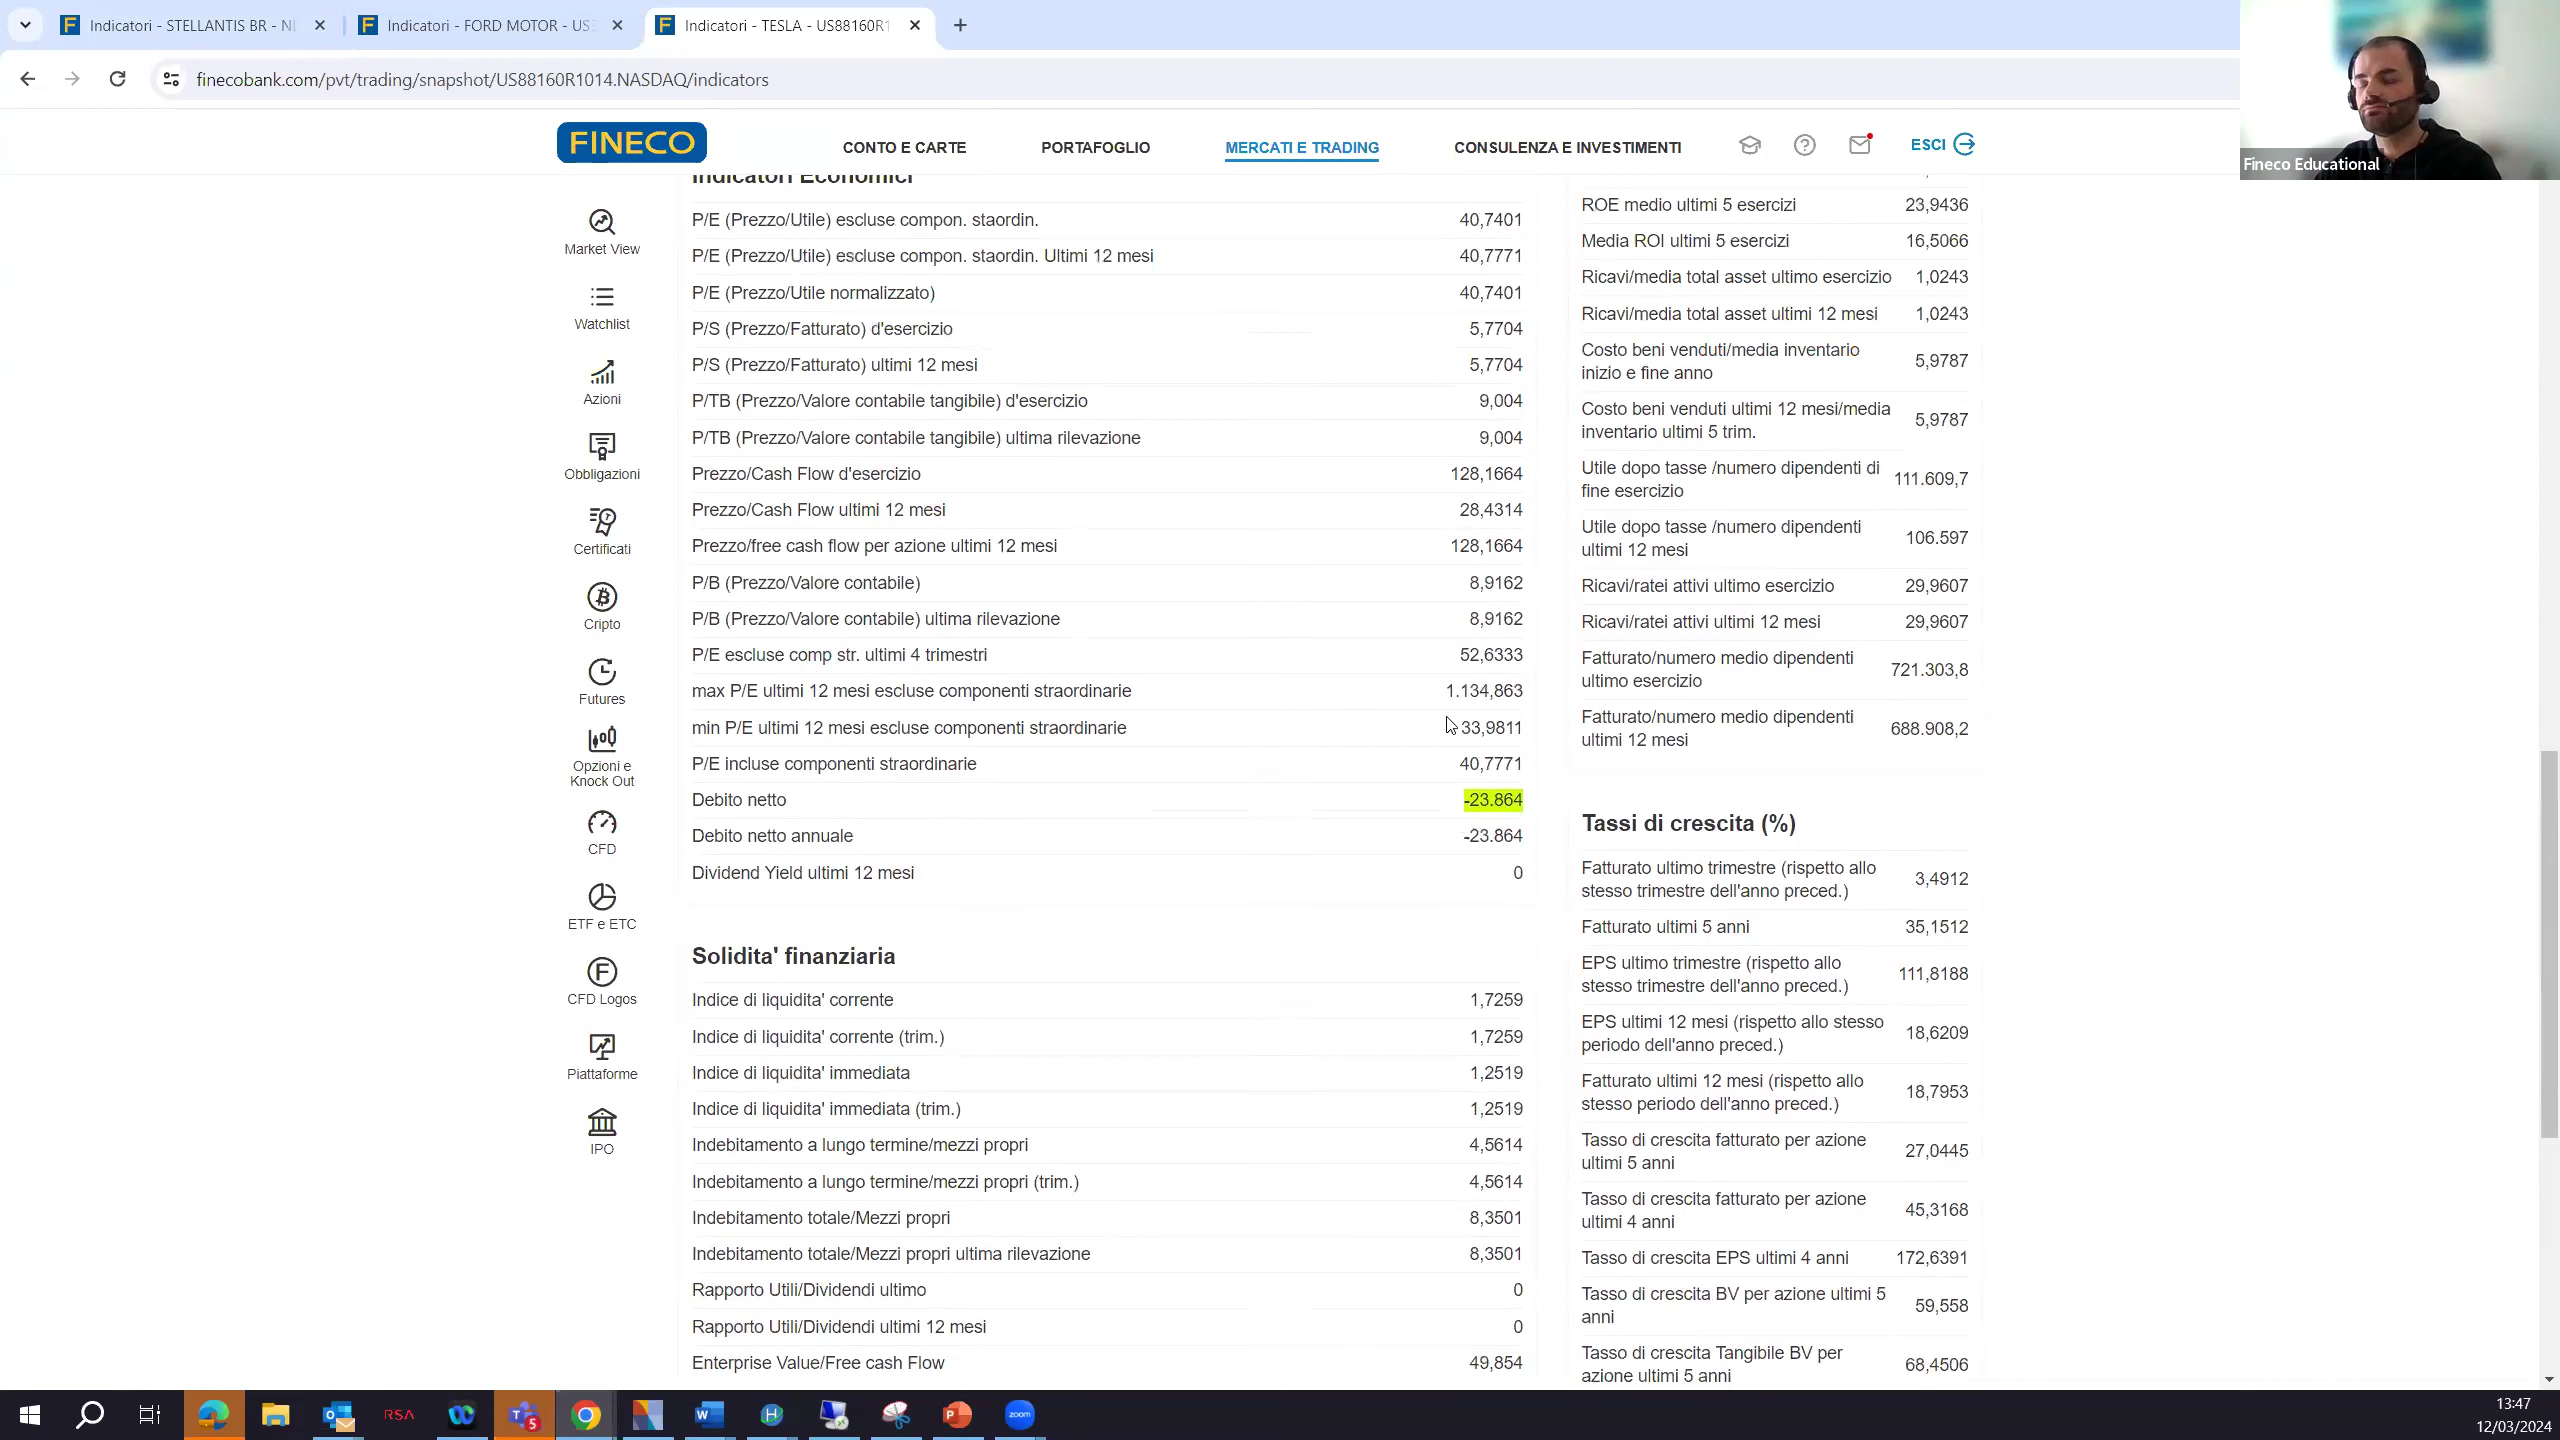 Indicatori - STELLANTIS BR - NL
Indicatori - FORD MOTOR - US3
Indicatori - TESLA - US88160R1
finecobank.com/pvt/trading/snapshot/US88160R1014.NASDAQ/indicators
Fineco Educational
FINECO
CONTO E CARTE
PORTAFOGLIO
MERCATI E TRADING
CONSULENZA E INVESTIMENTI
ESCI
Market View
Watchlist
Azioni
Obbligazioni
Certificati
Cripto
Futures
Opzioni e
Knock Out
CFD
ETF e ETC
CFD Logos
Piattaforme
IPO
Indicatori Economici
P/E (Prezzo/Utile) escluse compon. staordin. 40,7401
P/E (Prezzo/Utile) escluse compon. staordin. Ultimi 12 mesi 40,7771
P/E (Prezzo/Utile normalizzato) 40,7401
P/S (Prezzo/Fatturato) d'esercizio 5,7704
P/S (Prezzo/Fatturato) ultimi 12 mesi 5,7704
P/TB (Prezzo/Valore contabile tangibile) d'esercizio 9,004
P/TB (Prezzo/Valore contabile tangibile) ultima rilevazione 9,004
Prezzo/Cash Flow d'esercizio 128,1664
Prezzo/Cash Flow ultimi 12 mesi 28,4314
Prezzo/free cash flow per azione ultimi 12 mesi 128,1664
P/B (Prezzo/Valore contabile) 8,9162
P/B (Prezzo/Valore contabile) ultima rilevazione 8,9162
P/E escluse comp str. ultimi 4 trimestri 52,6333
max P/E ultimi 12 mesi escluse componenti straordinarie 1.134,863
min P/E ultimi 12 mesi escluse componenti straordinarie 33,9811
P/E incluse componenti straordinarie 40,7771
Debito netto -23.864
Debito netto annuale -23.864
Dividend Yield ultimi 12 mesi 0
Solidita' finanziaria
Indice di liquidita' corrente 1,7259
Indice di liquidita' corrente (trim.) 1,7259
Indice di liquidita' immediata 1,2519
Indice di liquidita' immediata (trim.) 1,2519
Indebitamento a lungo termine/mezzi propri 4,5614
Indebitamento a lungo termine/mezzi propri (trim.) 4,5614
Indebitamento totale/Mezzi propri 8,3501
Indebitamento totale/Mezzi propri ultima rilevazione 8,3501
Rapporto Utili/Dividendi ultimo 0
Rapporto Utili/Dividendi ultimi 12 mesi 0
Enterprise Value/Free cash Flow 49,854
ROE medio ultimi 5 esercizi 23,9436
Media ROI ultimi 5 esercizi 16,5066
Ricavi/media total asset ultimo esercizio 1,0243
Ricavi/media total asset ultimi 12 mesi 1,0243
Costo beni venduti/media inventario
inizio e fine anno 5,9787
Costo beni venduti ultimi 12 mesi/media
inventario ultimi 5 trim. 5,9787
Utile dopo tasse /numero dipendenti di
fine esercizio 111.609,7
Utile dopo tasse /numero dipendenti
ultimi 12 mesi 106.597
Ricavi/ratei attivi ultimo esercizio 29,9607
Ricavi/ratei attivi ultimi 12 mesi 29,9607
Fatturato/numero medio dipendenti
ultimo esercizio 721.303,8
Fatturato/numero medio dipendenti
ultimi 12 mesi 688.908,2
Tassi di crescita (%)
Fatturato ultimo trimestre (rispetto allo
stesso trimestre dell'anno preced.) 3,4912
Fatturato ultimi 5 anni 35,1512
EPS ultimo trimestre (rispetto allo
stesso trimestre dell'anno preced.) 111,8188
EPS ultimi 12 mesi (rispetto allo stesso
periodo dell'anno preced.) 18,6209
Fatturato ultimi 12 mesi (rispetto allo
stesso periodo dell'anno preced.) 18,7953
Tasso di crescita fatturato per azione
ultimi 5 anni 27,0445
Tasso di crescita fatturato per azione
ultimi 4 anni 45,3168
Tasso di crescita EPS ultimi 4 anni 172,6391
Tasso di crescita BV per azione ultimi 5
anni 59,558
Tasso di crescita Tangibile BV per
azione ultimi 5 anni 68,4506
RSA
zoom
13:47
12/03/2024